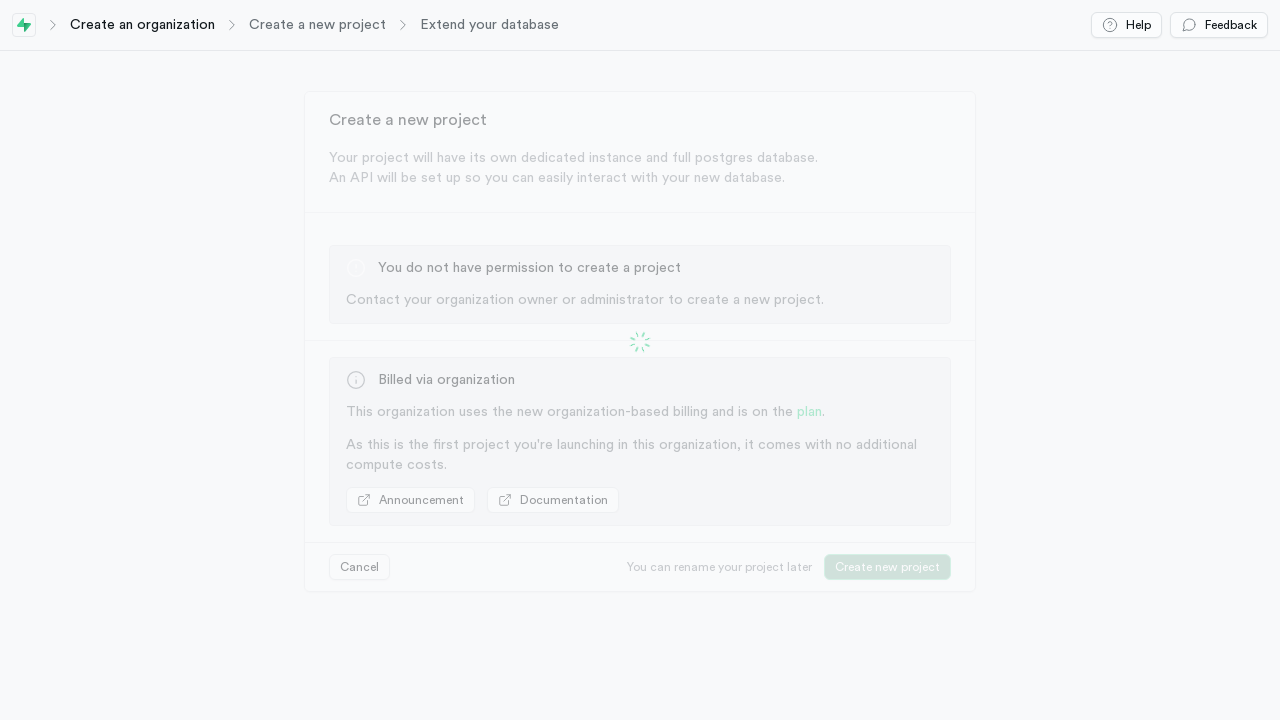 Create an organization
Create a new project
Extend your database
Help
Feedback
Create a new project
Your project will have its own dedicated instance and full postgres database.
An API will be set up so you can easily interact with your new database.
You do not have permission to create a project
Contact your organization owner or administrator to create a new project.
Billed via organization
This organization uses the new organization-based billing and is on the plan.
As this is the first project you're launching in this organization, it comes with no additional
compute costs.
Announcement
Documentation
Cancel
You can rename your project later
Create new project